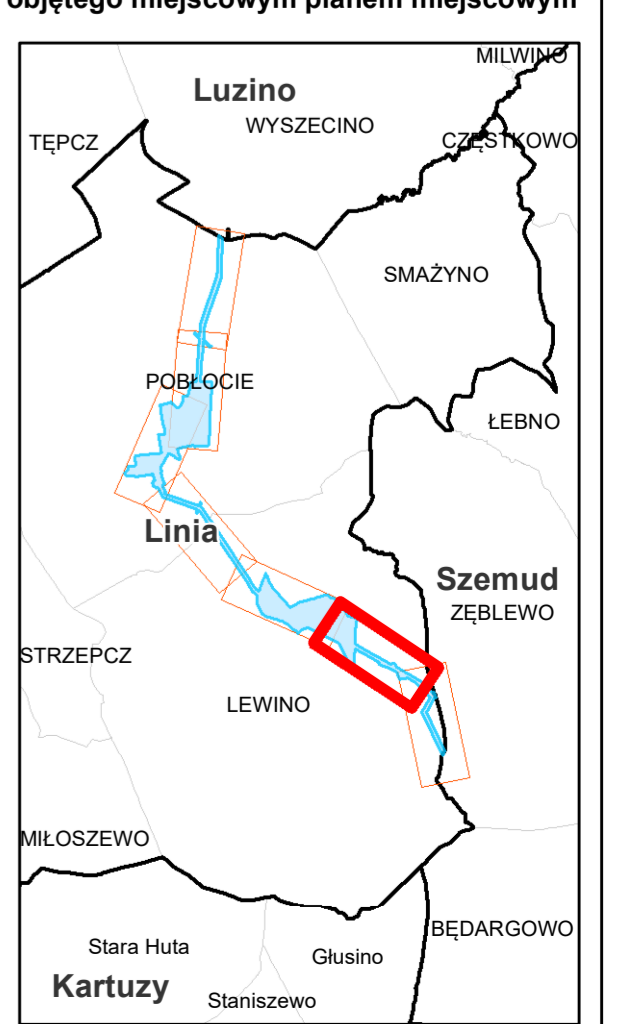 objętego miejscowym planem miejscowym
MILWINO
Luzino
WYSZECINO
TĘPCZ
CZĘSTKOWO
SMAŻYNO
POBŁOCIE
ŁEBNO
Linia
Szemud
ZĘBLEWO
STRZEPCZ
LEWINO
MIŁOSZEWO
BĘDARGOWO
Stara Huta
Głusino
Kartuzy
Staniszewo